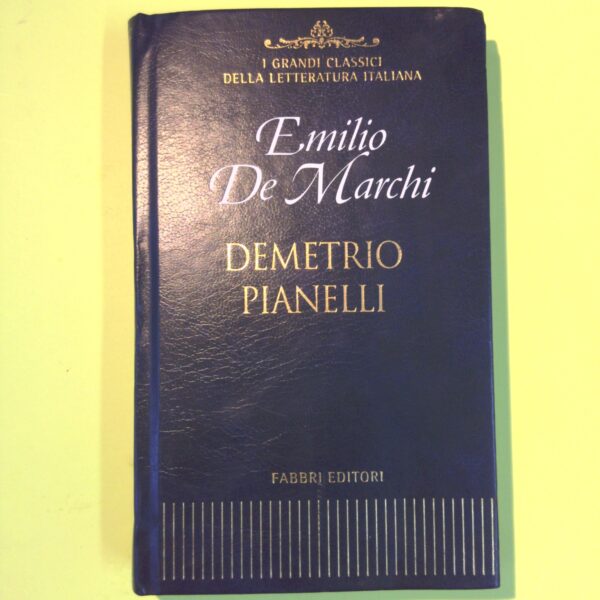 I GRANDI CLASSICI
DELLA LETTERATURA ITALIANA
Emilio
De Marchi
DEMETRIO
PIANELLI
FABBRI EDITORI